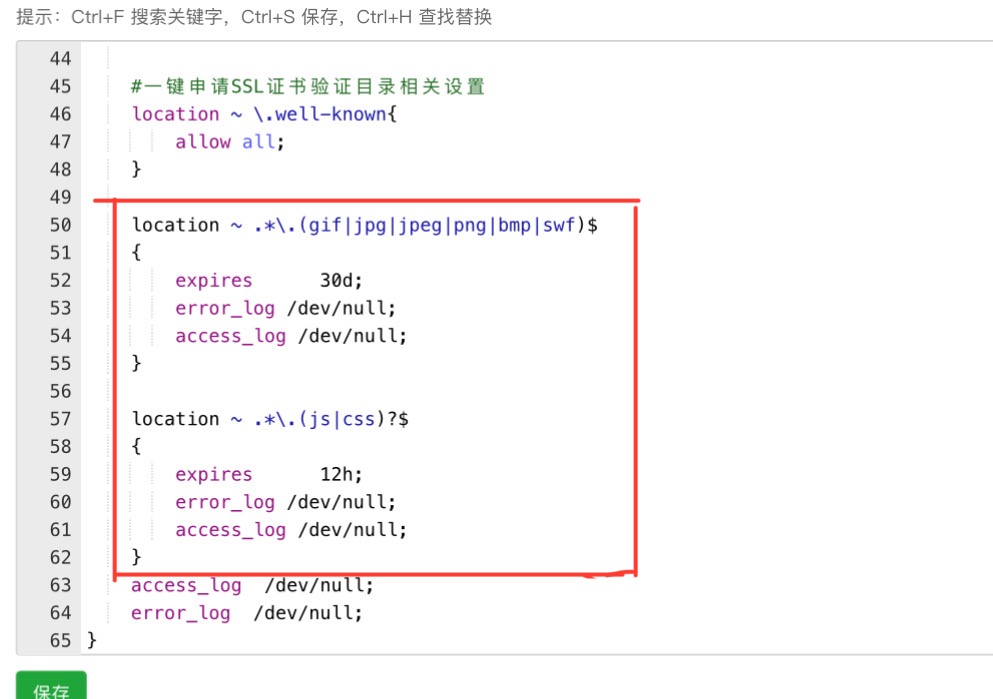 提示：Ctrl+F 搜索关键字，Ctrl+S 保存，Ctrl+H 查找替换
44
45 #一键申请SSL证书验证目录相关设置
46 location ~ \.well-known{
47 allow all;
48 }
49
50 location ~ .*\.(gif|jpg|jpeg|png|bmp|swf)$
51 {
52 expires      30d;
53 error_log /dev/null;
54 access_log /dev/null;
55 }
56
57 location ~ .*\.(js|css)?$
58 {
59 expires      12h;
60 error_log /dev/null;
61 access_log /dev/null;
62 }
63 access_log  /dev/null;
64 error_log  /dev/null;
65 }
保存